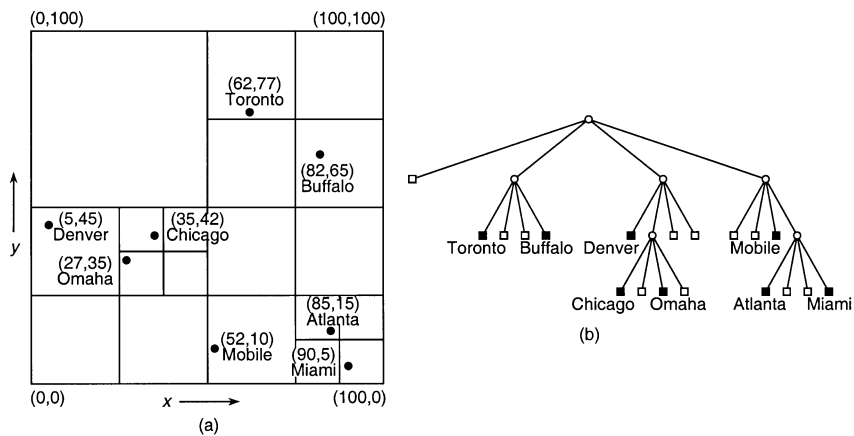 (0,100)
(100,100)
(62,77)
Toronto
(82,65)
Buffalo
(5,45)
Denver
(35,42)
Chicago
(27,35)
Omaha
(85,15)
Atlanta
(52,10)
Mobile
(90,5)
Miami
y
(0,0)
x
(100,0)
(a)
Toronto
Buffalo
Denver
Mobile
Chicago
Omaha
Atlanta
Miami
(b)